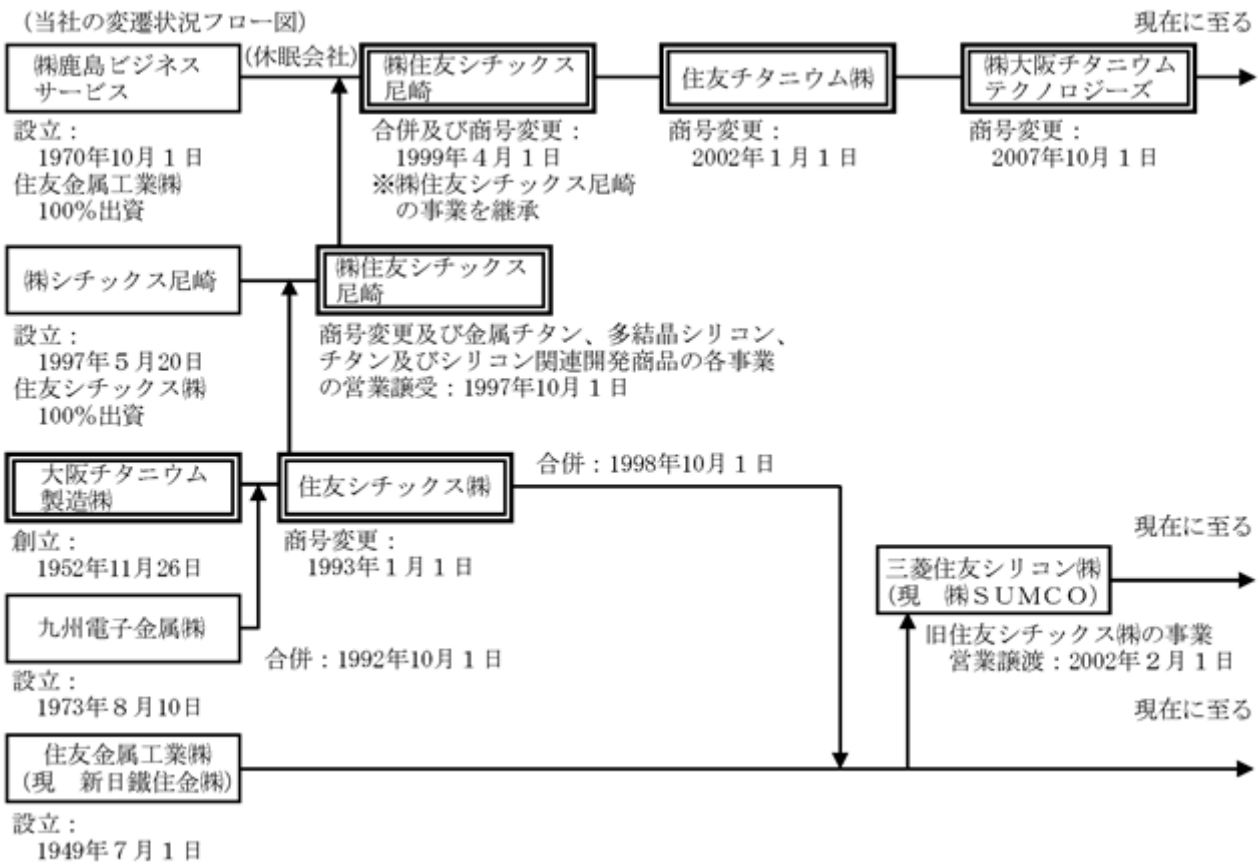 (当社の変遷状況フロー図)
現在に至る
㈱鹿島ビジネス
サービス
(休眠会社)
㈱住友シチックス
尼崎
住友チタニウム㈱
㈱大阪チタニウム
テクノロジーズ
設立：
1970年10月１日
住友金属工業㈱
100％出資
合併及び商号変更：
1999年４月１日
※㈱住友シチックス尼崎
の事業を継承
商号変更：
2002年１月１日
商号変更：
2007年10月１日
㈱シチックス尼崎
㈱住友シチックス
尼崎
設立：
1997年５月20日
住友シチックス㈱
100％出資
商号変更及び金属チタン、多結晶シリコン、
チタン及びシリコン関連開発商品の各事業
の営業譲受：1997年10月１日
大阪チタニウム
製造㈱
住友シチックス㈱
合併：1998年10月１日
創立：
1952年11月26日
商号変更：
1993年１月１日
現在に至る
三菱住友シリコン㈱
(現　㈱ＳＵＭＣＯ)
九州電子金属㈱
合併：1992年10月１日
旧住友シチックス㈱の事業
営業譲渡：2002年２月１日
設立：
1973年８月10日
現在に至る
住友金属工業㈱
(現　新日鐵住金㈱)
設立：
1949年７月１日